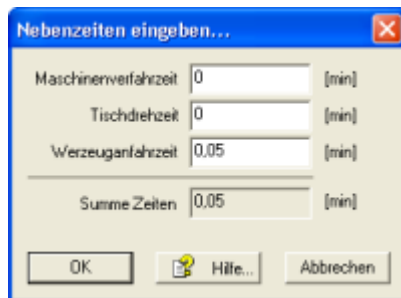 Nebenzeiten eingeben...
Maschinenverfahrzeit 0 [min]
Tischdrehzeit 0 [min]
Werzeuganfahrzeit 0,05 [min]
Summe Zeiten 0,05 [min]
OK Hilfe... Abbrechen